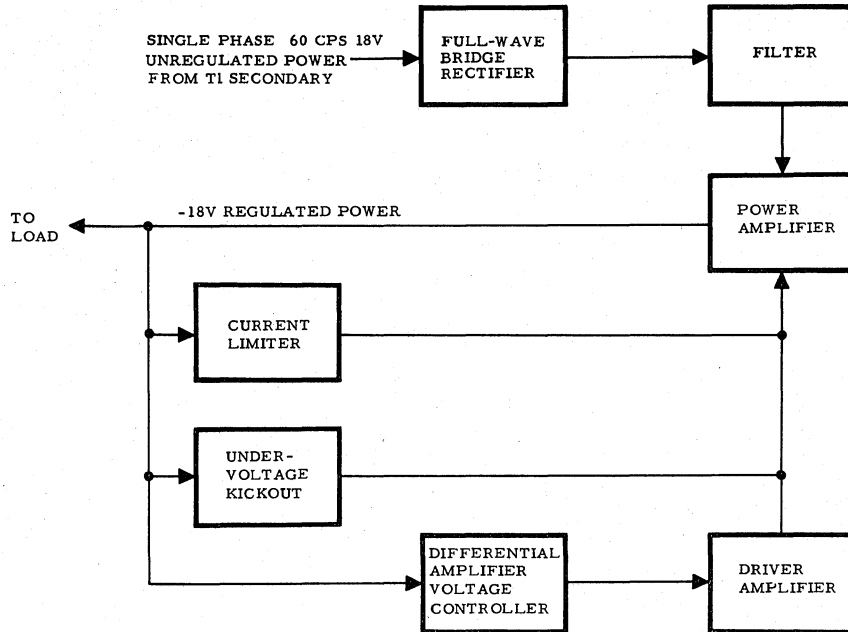 SINGLE PHASE 60 CPS 18V
UNREGULATED POWER
FROM T1 SECONDARY
FULL-WAVE
BRIDGE
RECTIFIER
FILTER
TO
LOAD
-18V REGULATED POWER
POWER
AMPLIFIER
CURRENT
LIMITER
UNDER-
VOLTAGE
KICKOUT
DIFFERENTIAL
AMPLIFIER
VOLTAGE
CONTROLLER
DRIVER
AMPLIFIER